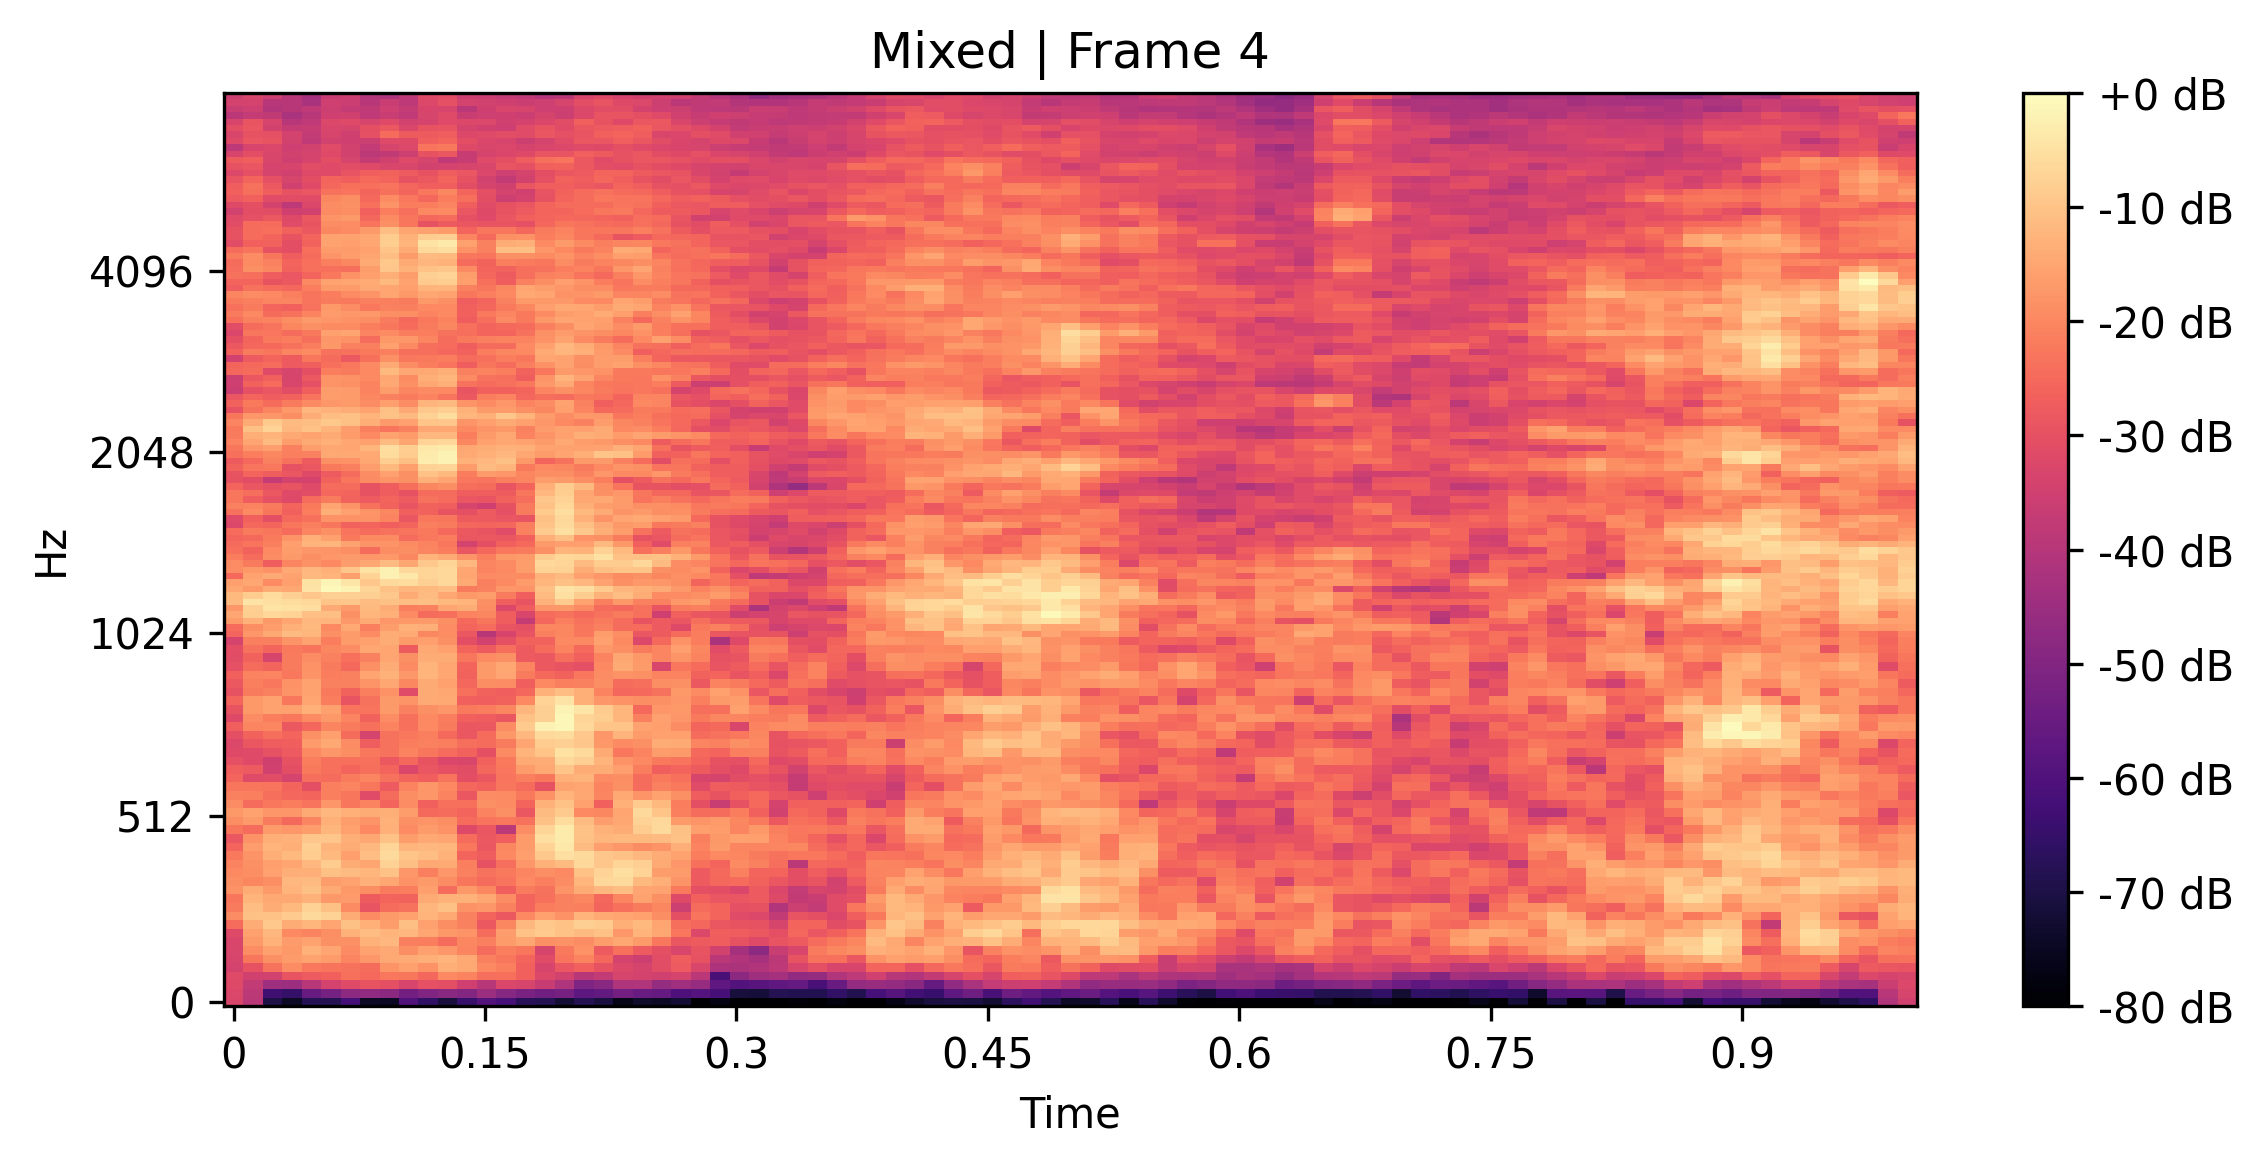 Mixed | Frame 4
Hz
4096
2048
1024
512
0
0 0.15 0.3 0.45 0.6 0.75 0.9
Time
+0 dB
-10 dB
-20 dB
-30 dB
-40 dB
-50 dB
-60 dB
-70 dB
-80 dB